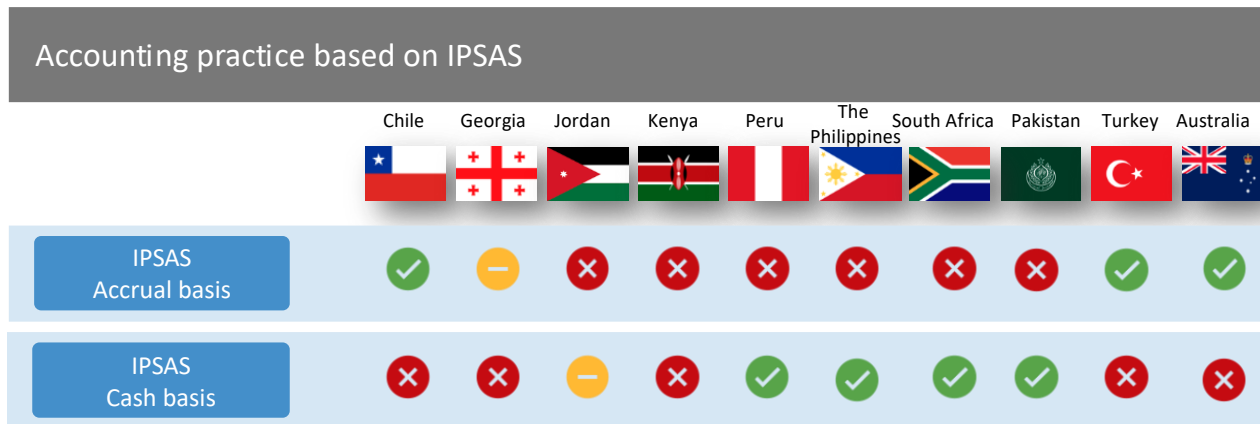 Accounting practice based on IPSAS
Chile Georgia Jordan Kenya Peru The Philippines South Africa Pakistan Turkey Australia
IPSAS
Accrual basis
IPSAS
Cash basis